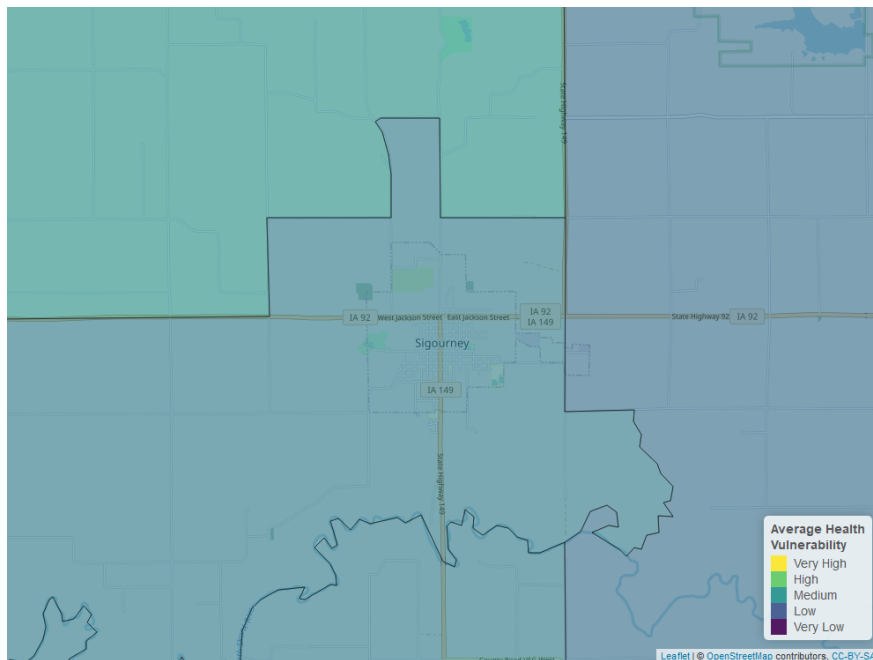 State Highway 149
IA 92
West Jackson Street
East Jackson Street
IA 92
IA 149
State Highway 92
IA 92
Sigourney
IA 149
State Highway 149
Average Health
Vulnerability
Very High
High
Medium
Low
Very Low
Leaflet | © OpenStreetMap contributors, CC-BY-SA